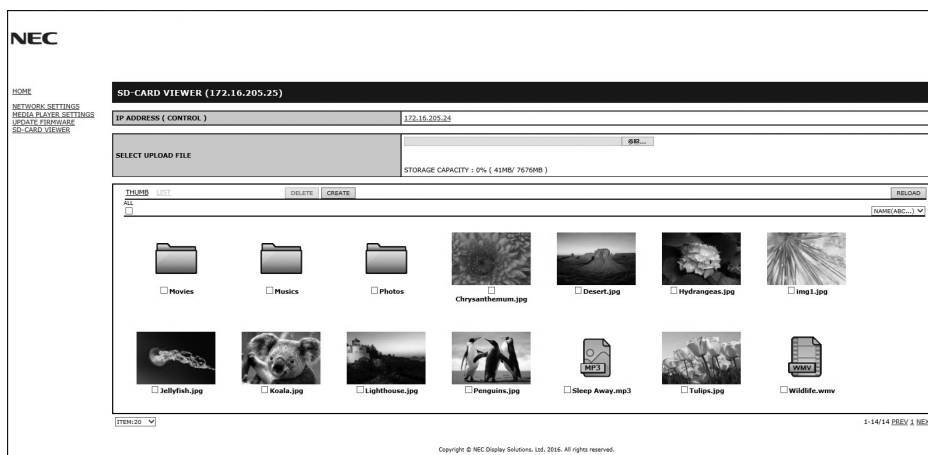 NEC
HOME
NETWORK SETTINGS
MEDIA PLAYER SETTINGS
UPDATE FIRMWARE
SD-CARD VIEWER
SD-CARD VIEWER (172.16.205.25)
IP ADDRESS ( CONTROL )
172.16.205.24
SELECT UPLOAD FILE
参照...
STORAGE CAPACITY : 0% ( 41MB/ 7676MB )
THUMB LIST DELETE CREATE RELOAD
ALL
NAME(ABC...)
Movies Musics Photos Chrysanthemum.jpg Desert.jpg Hydrangeas.jpg img1.jpg
MP3 WMV
Jellyfish.jpg Koala.jpg Lighthouse.jpg Penguins.jpg Sleep Away.mp3 Tulips.jpg Wildlife.wmv
ITEM:20
1-14/14 PREV 1 NEX
Copyright © NEC Display Solutions, Ltd. 2016. All rights reserved.